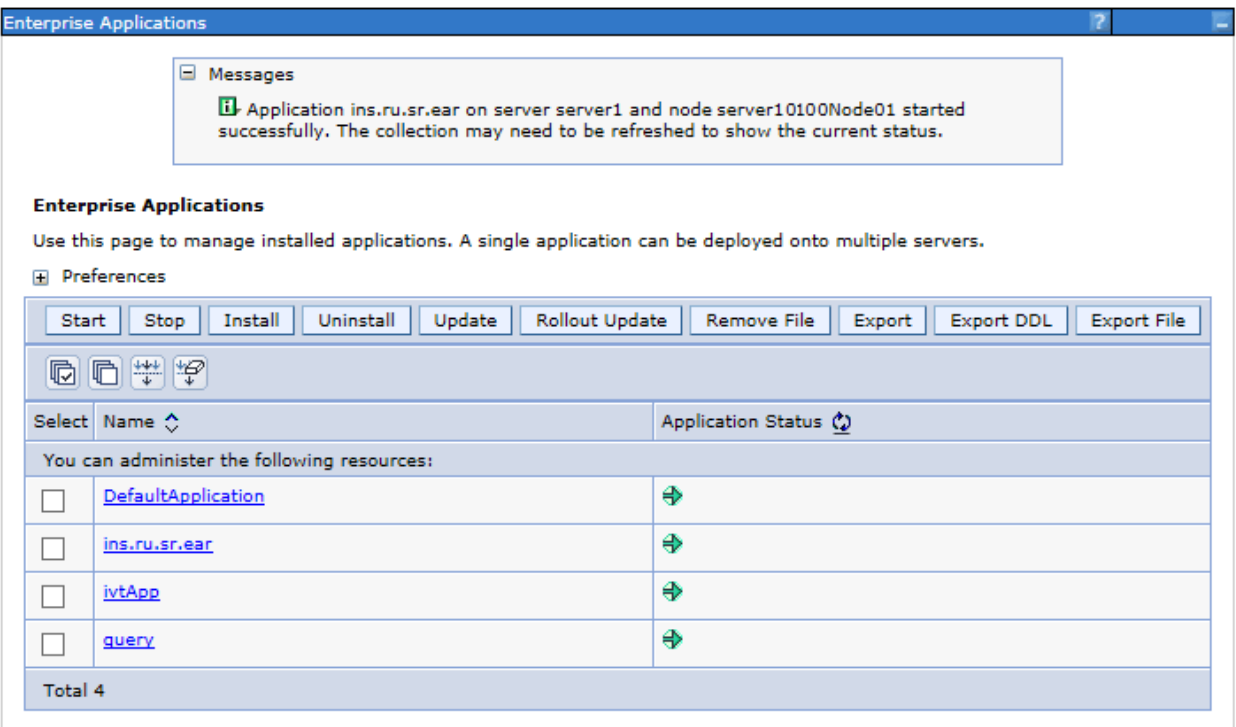 Enterprise Applications
?
Messages
Application ins.ru.sr.ear on server server1 and node server10100Node01 started
successfully. The collection may need to be refreshed to show the current status.
Enterprise Applications
Use this page to manage installed applications. A single application can be deployed onto multiple servers.
Preferences
Start Stop Install Uninstall Update Rollout Update Remove File Export Export DDL Export File
Select Name Application Status
You can administer the following resources:
DefaultApplication
ins.ru.sr.ear
ivtApp
query
Total 4